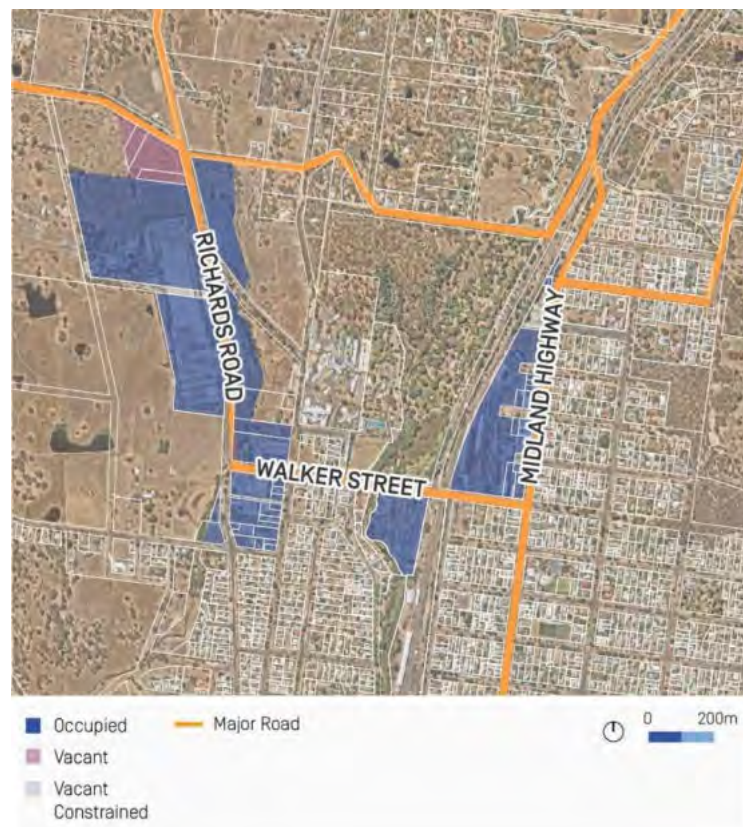 RICHARDS ROAD
MIDLAND HIGHWAY
WALKER STREET
Occupied
Major Road
0 200m
Vacant
Vacant
Constrained